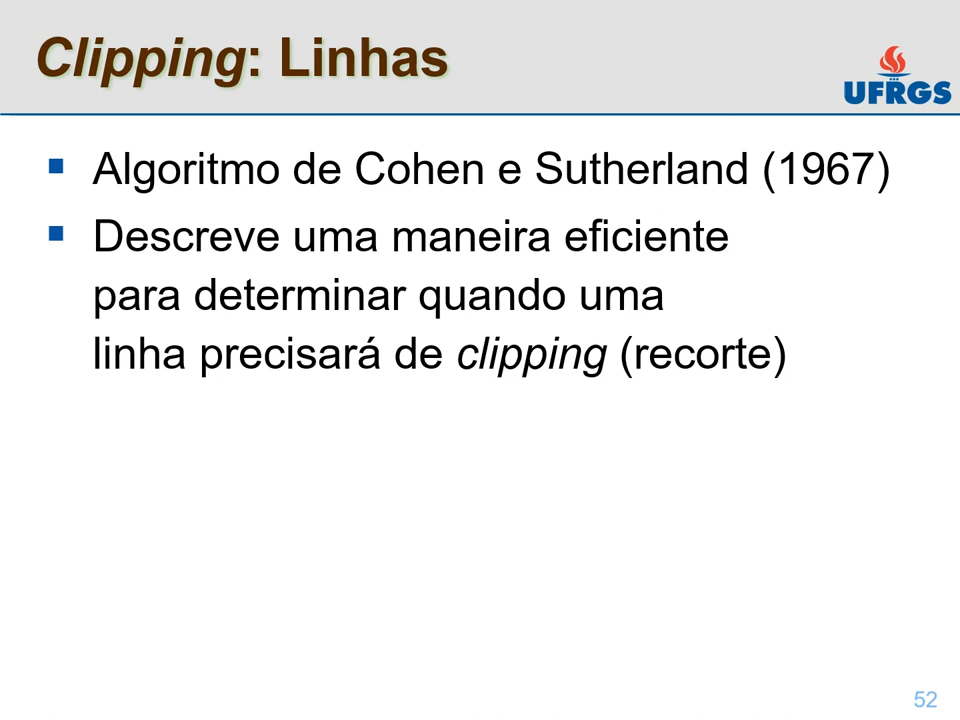 Clipping: Linhas
UFRGS
▪ Algoritmo de Cohen e Sutherland (1967)
▪ Descreve uma maneira eficiente
para determinar quando uma
linha precisará de clipping (recorte)
52